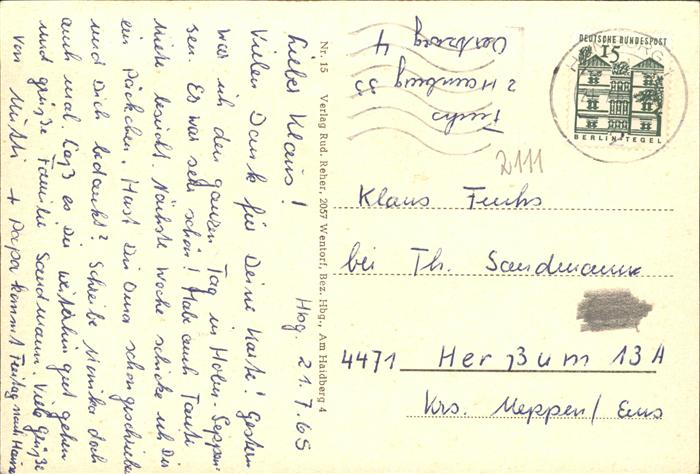 Hbg. 21.7.65
Lieber Klaus!
Vielen Dank für Deine Karte! Gestern
war ich den ganzen Tag in Holm-Seppen
sen. Es war sehr schön! Habe auch Tante
besucht. Nächste Woche schicke ich Dir
ein Päckchen. Hast Du Oma schon geschrieben
und Dich bedankt? Schreibe Monika doch
auch mal. Laß es Dir weiterhin gut gehen
und grüße Familie Sandmann. Viele Grüße
von Mutti + Papa kommt Freitag nach Hause
Nr. 15 Verlag Rud. Reher, 2057 Wentorf, Bez. Hbg., Am Haidberg 4
Fuchs
2 Hamburg
4
DEUTSCHE BUNDESPOST
15
BERLIN-TEGEL
2111
Klaus Fuchs
bei Th. Sandmann
4471 Herßum 13A
Krs. Meppen/Ems